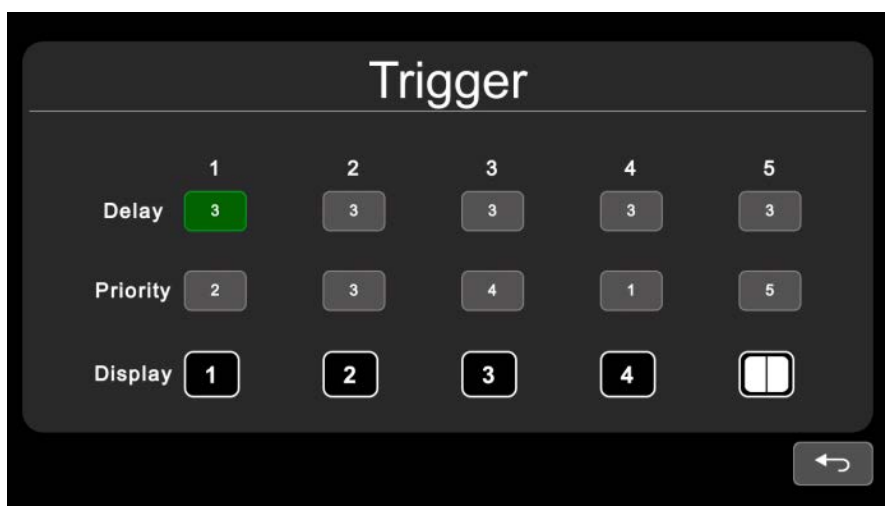 Trigger
1 2 3 4 5
Delay 3 3 3 3 3
Priority 2 3 4 1 5
Display 1 2 3 4